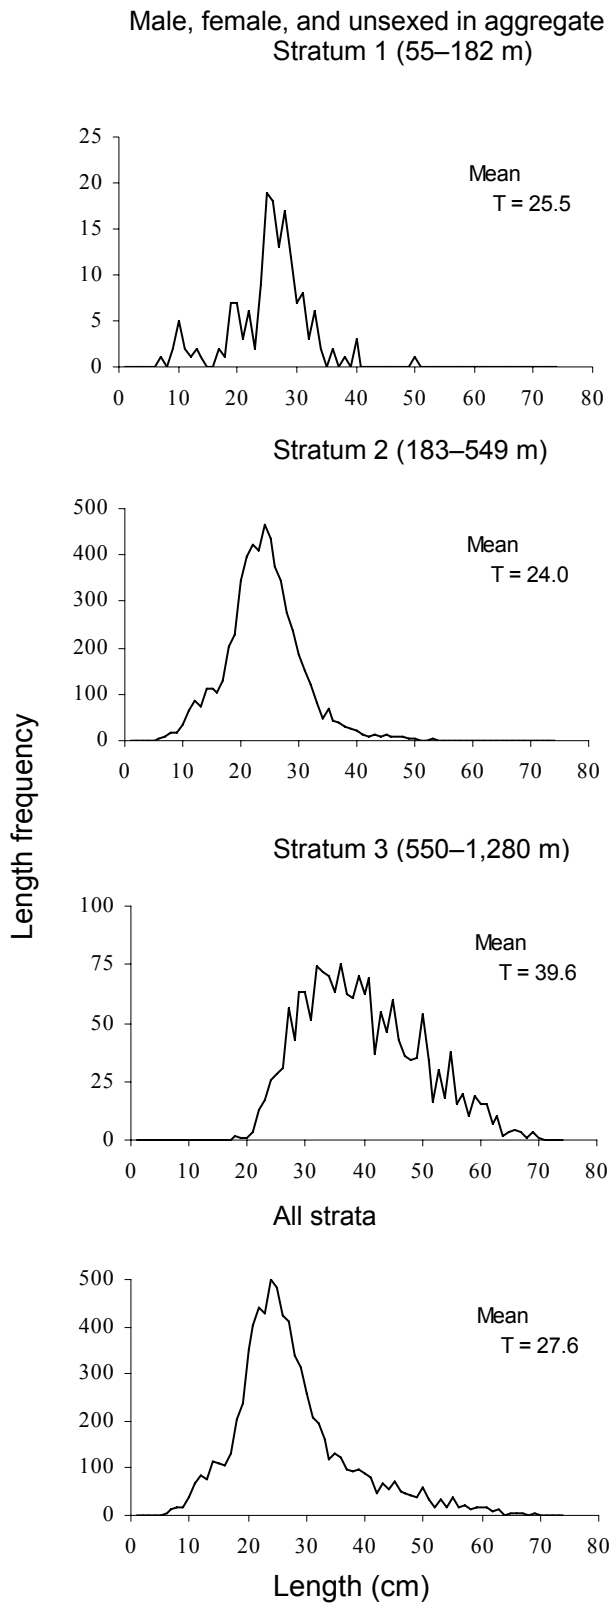 Male, female, and unsexed in aggregate
Stratum 1 (55–182 m)
25
20
15
10
5
0
Mean
T = 25.5
0 10 20 30 40 50 60 70 80
Stratum 2 (183–549 m)
500
400
300
200
100
0
Mean
T = 24.0
0 10 20 30 40 50 60 70 80
Length frequency
Stratum 3 (550–1,280 m)
100
75
50
25
0
Mean
T = 39.6
0 10 20 30 40 50 60 70 80
All strata
500
400
300
200
100
0
Mean
T = 27.6
0 10 20 30 40 50 60 70 80
Length (cm)